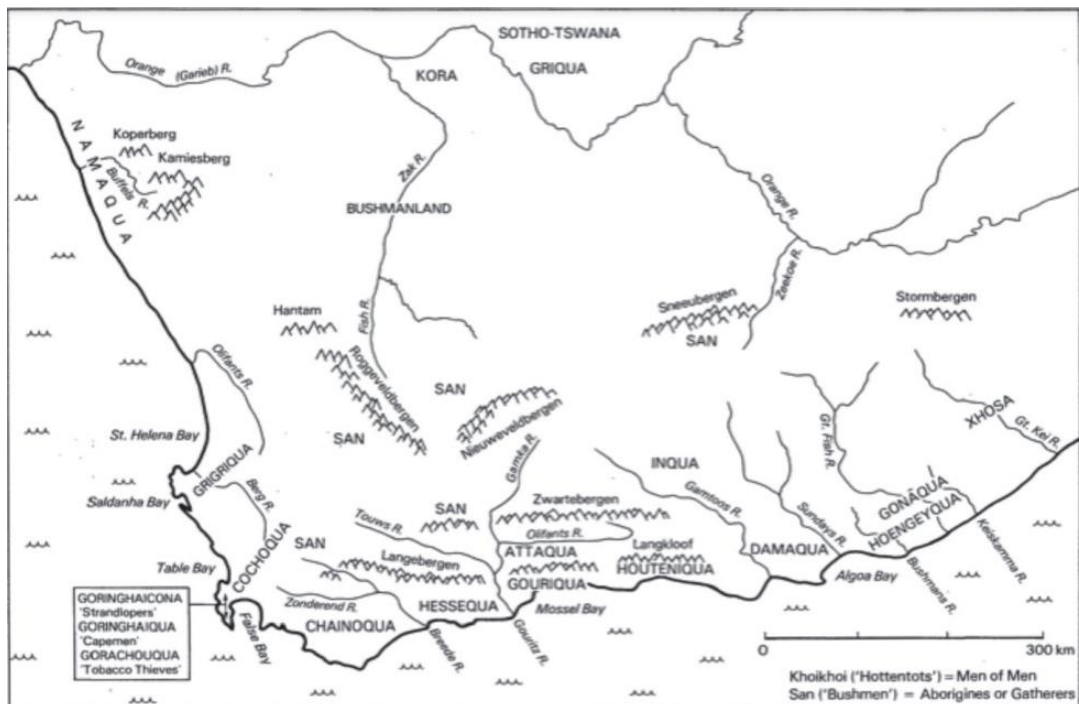 SOTHO-TSWANA
Orange (Garieb) R.
KORA
GRIQUA
NAMAQUA
Koperberg
Kamiesberg
Buffels R.
Zak R.
BUSHMANLAND
Orange R.
Zeekoe R.
Hantam
Fish R.
Sneeubergen
SAN
Stormbergen
Olifants R.
Roggeveldbergen
SAN
Nieuweveldbergen
XHOSA
Gt. Kei R.
St. Helena Bay
SAN
Gt. Fish R.
Gamka R.
INQUA
GRIGRIQUA
Saldanha Bay
Berg R.
Gamtoos R.
GONAQUA
HOENGEYQUA
SAN
Zwartebergen
Touws R.
Olifants R.
Sundays R.
Keiskamma R.
SAN
ATTAQUA
Langkloof
DAMAQUA
Table Bay
COCHOQUA
Langebergen
HOUTENIQUA
Algoa Bay
Bushmans R.
GOURIQUA
GORINGHAICONA
'Strandlopers'
GORINGHAIQUA
'Capemen'
GORACHOUQUA
'Tobacco Thieves'
False Bay
Zonderend R.
HESSEQUA
Mossel Bay
CHAINOQUA
Breede R.
Gouritz R.
0 300 km
Khoikhoi ('Hottentots') = Men of Men
San ('Bushmen') = Aborigines or Gatherers